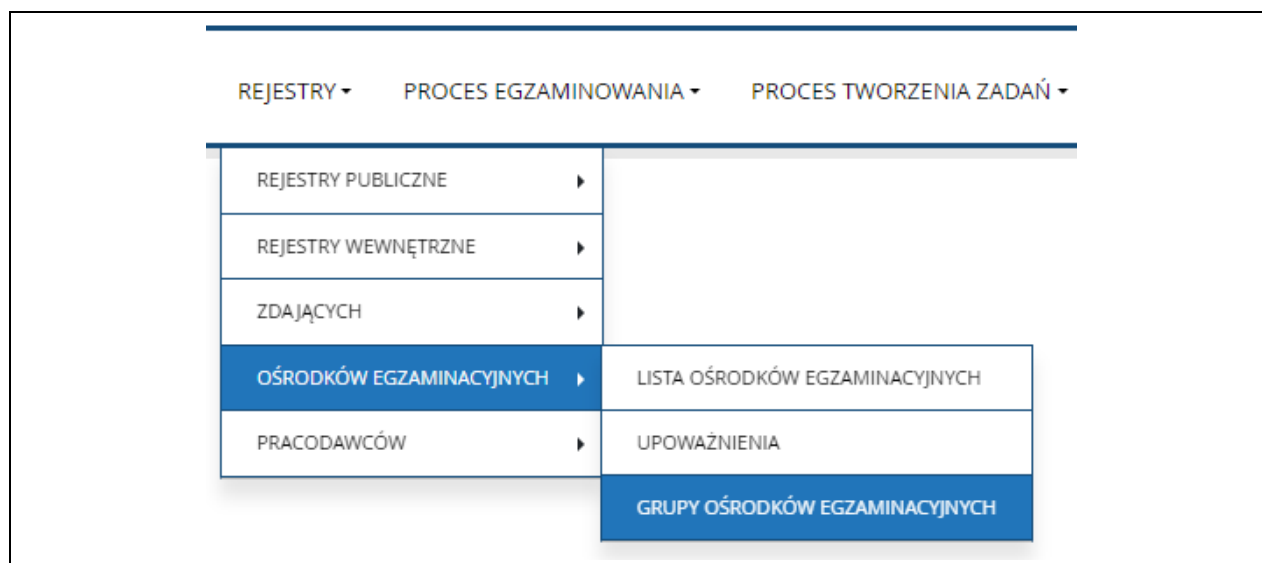 REJESTRY PROCES EGZAMINOWANIA PROCES TWORZENIA ZADAŃ
REJESTRY PUBLICZNE
REJESTRY WEWNĘTRZNE
ZDAJĄCYCH
OŚRODKÓW EGZAMINACYJNYCH
LISTA OŚRODKÓW EGZAMINACYJNYCH
PRACODAWCÓW
UPOWAŻNIENIA
GRUPY OŚRODKÓW EGZAMINACYJNYCH